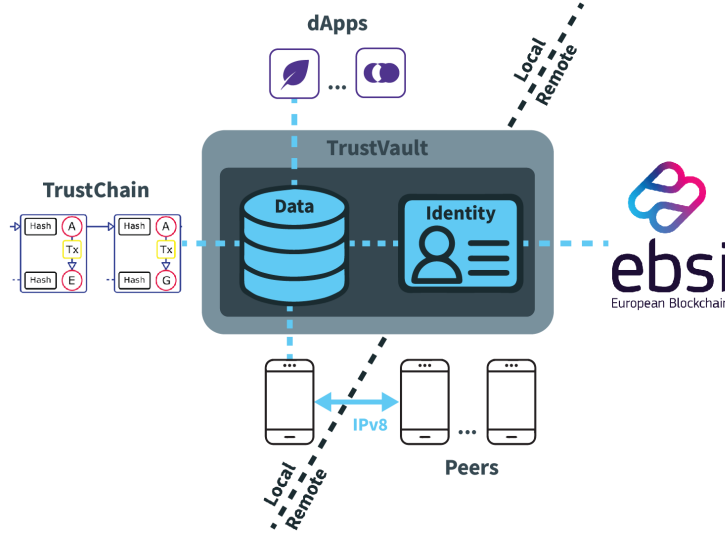 dApps
...
Local
Remote
TrustVault
TrustChain
Data
Identity
Hash
A
Hash
A
Tx
Tx
Hash
E
Hash
G
ebsi
European Blockchain
IPv8
...
Peers
Local
Remote